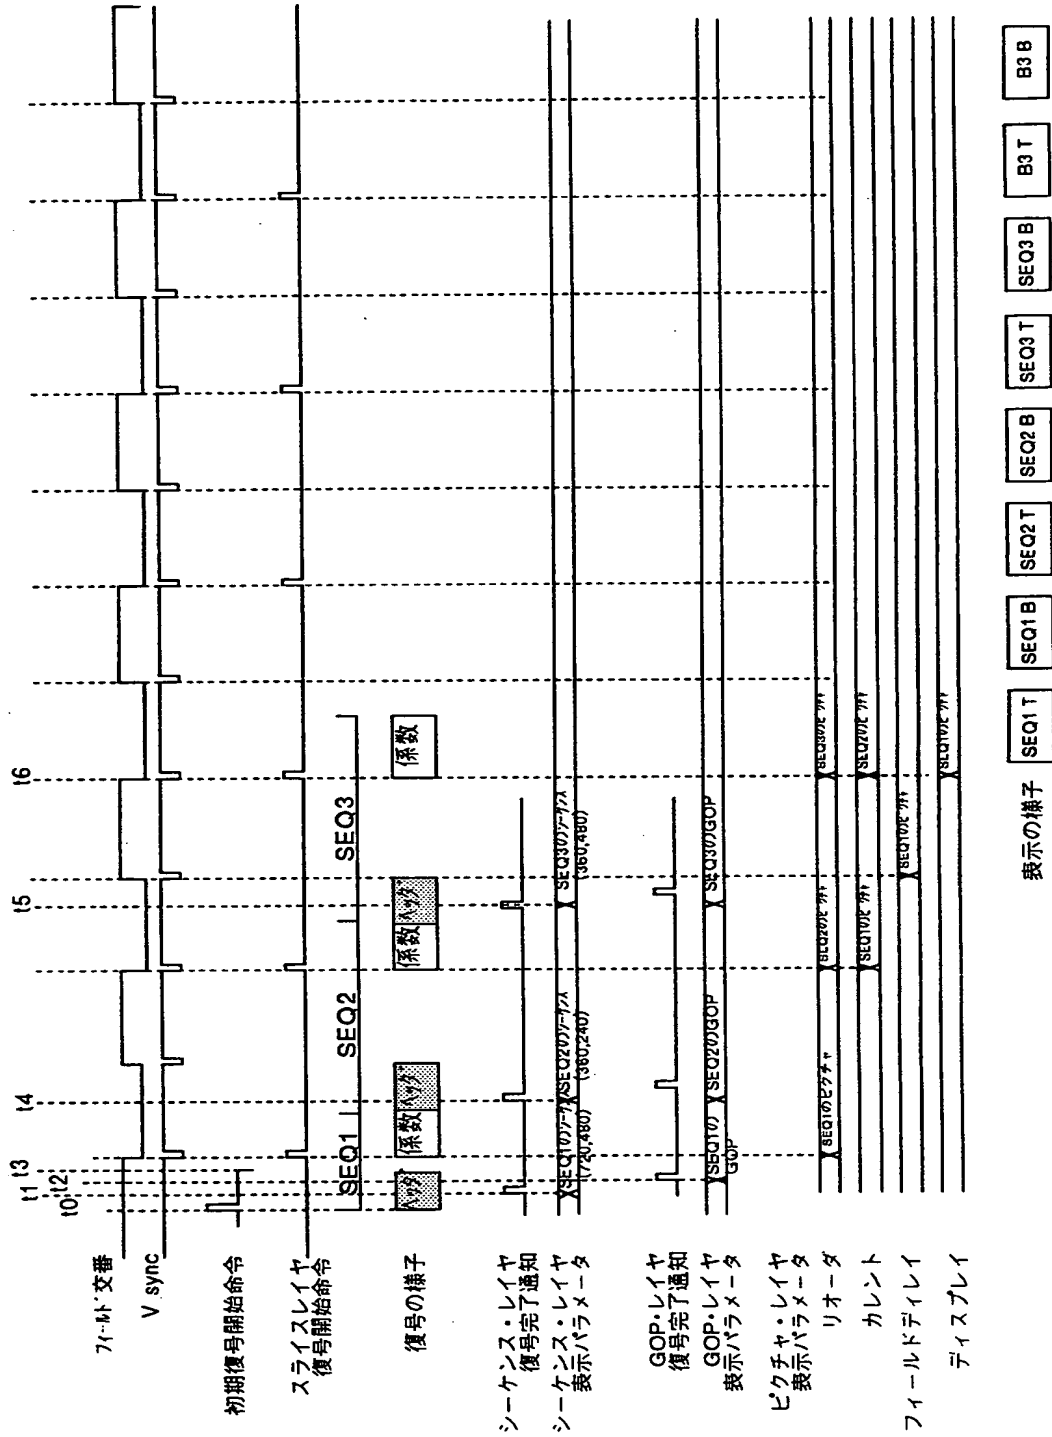 フィールド交番
V sync
初期復号開始命令
スライスレイヤ
復号開始命令
復号の様子
シーケンス・レイヤ
復号完了通知
シーケンス・レイヤ
表示パラメータ
GOP・レイヤ
復号完了通知
GOP・レイヤ
表示パラメータ
ピクチャ・レイヤ
表示パラメータ
リオーダ
カレント
フィールドディレイ
ディスプレイ
t0
t1
t2
t3
t4
t5
t6
SEQ1
SEQ2
SEQ3
ヘッダ
係数
ヘッダ
係数
ヘッダ
係数
SEQ1のシーケンス
(720,480)
SEQ2のシーケンス
(360,240)
SEQ3のシーケンス
(360,480)
SEQ1の
GOP
SEQ2のGOP
SEQ3のGOP
SEQ1のピクチャ
SEQ2のピクチャ
SEQ3のピクチャ
SEQ1のピクチャ
SEQ2のピクチャ
SEQ1のピクチャ
SEQ1のピクチャ
表示の様子
SEQ1 T
SEQ1 B
SEQ2 T
SEQ2 B
SEQ3 T
SEQ3 B
B3 T
B3 B